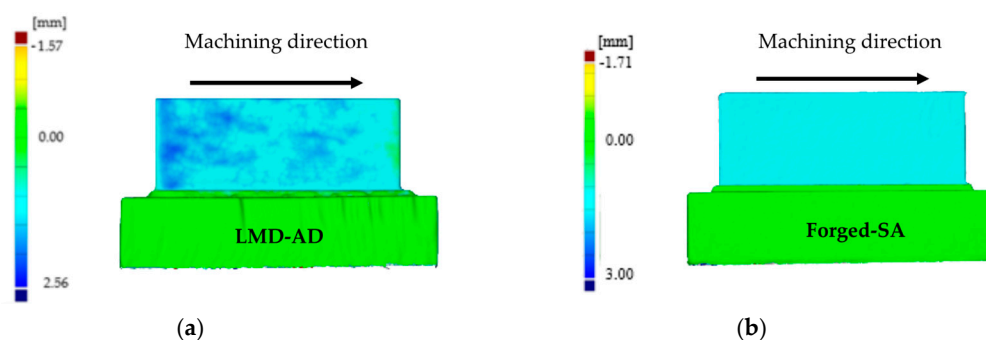 [mm]
-1.57
0.00
2.56
Machining direction
LMD-AD
(a)
[mm]
-1.71
0.00
3.00
Machining direction
Forged-SA
(b)